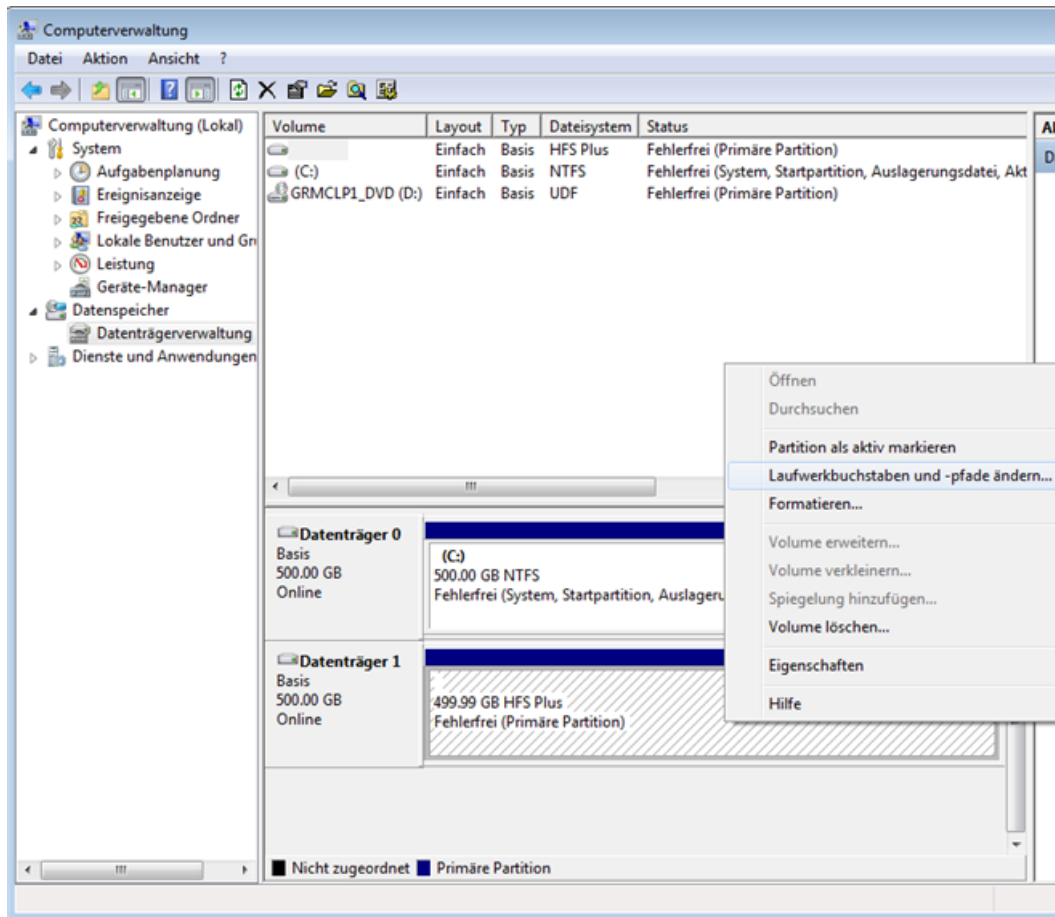 Computerverwaltung
Datei Aktion Ansicht ?
Computerverwaltung (Lokal)
System
Aufgabenplanung
Ereignisanzeige
Freigegebene Ordner
Lokale Benutzer und
Leistung
Geräte-Manager
Datenspeicher
Datenträgerverwaltung
Dienste und Anwendungen
Volume Layout Typ Dateisystem Status
Einfach Basis HFS Plus Fehlerfrei (Primäre Partition)
(C:) Einfach Basis NTFS Fehlerfrei (System, Startpartition, Auslagerungsdatei, Akt
GRMCLP1_DVD (D:) Einfach Basis UDF Fehlerfrei (Primäre Partition)
Öffnen
Durchsuchen
Partition als aktiv markieren
Laufwerkbuchstaben und -pfade ändern...
Formatieren...
Volume erweitern...
Volume verkleinern...
Spiegelung hinzufügen...
Volume löschen...
Eigenschaften
Hilfe
Datenträger 0
Basis
500.00 GB
Online
(C:)
500.00 GB NTFS
Fehlerfrei (System, Startpartition,
Datenträger 1
Basis
500.00 GB
Online
499.99 GB HFS Plus
Fehlerfrei (Primäre Partition)
Nicht zugeordnet Primäre Partition